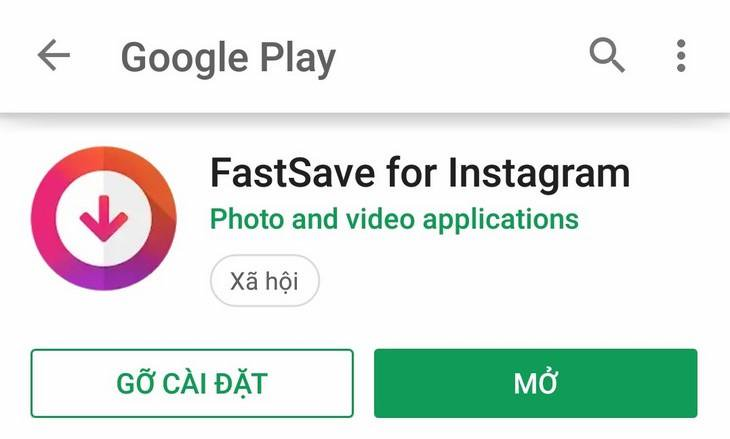 Google Play
FastSave for Instagram
Photo and video applications
Xã hội
GỠ CÀI ĐẶT
MỞ